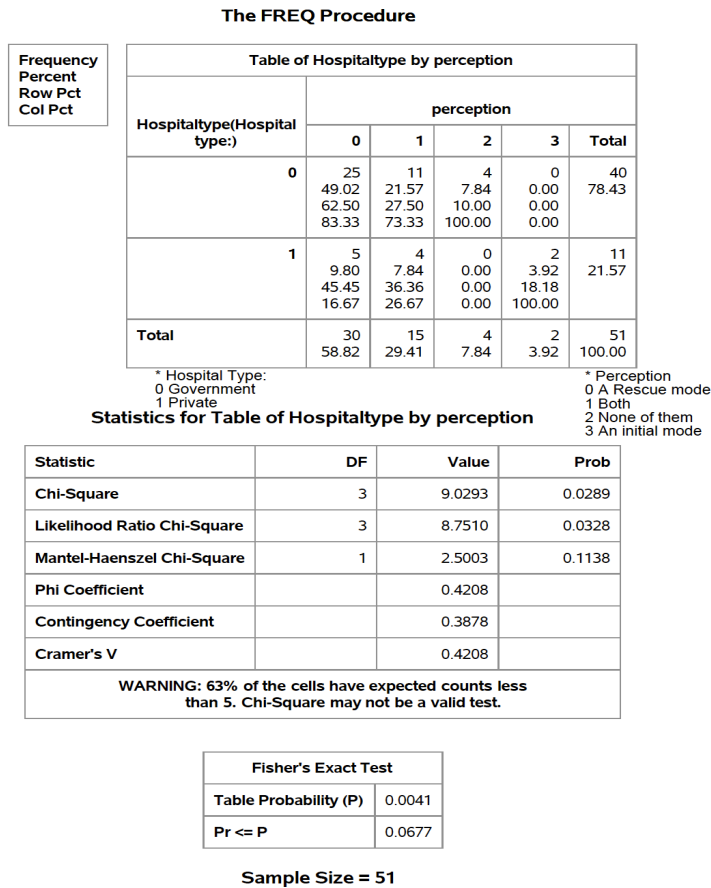 The FREQ Procedure
Frequency
Percent
Row Pct
Col Pct
Table of Hospitaltype by perception
Hospitaltype(Hospital
type:)
perception
0 1 2 3 Total
0 25 11 4 0 40
49.02 21.57 7.84 0.00 78.43
62.50 27.50 10.00 0.00
83.33 73.33 100.00 0.00
1 5 4 0 2 11
9.80 7.84 0.00 3.92 21.57
45.45 36.36 0.00 18.18
16.67 26.67 0.00 100.00
Total 30 15 4 2 51
58.82 29.41 7.84 3.92 100.00
* Hospital Type:
0 Government
1 Private
* Perception
0 A Rescue mode
1 Both
2 None of them
3 An initial mode
Statistics for Table of Hospitaltype by perception
Statistic DF Value Prob
Chi-Square 3 9.0293 0.0289
Likelihood Ratio Chi-Square 3 8.7510 0.0328
Mantel-Haenszel Chi-Square 1 2.5003 0.1138
Phi Coefficient 0.4208
Contingency Coefficient 0.3878
Cramer's V 0.4208
WARNING: 63% of the cells have expected counts less
than 5. Chi-Square may not be a valid test.
Fisher's Exact Test
Table Probability (P) 0.0041
Pr <= P 0.0677
Sample Size = 51